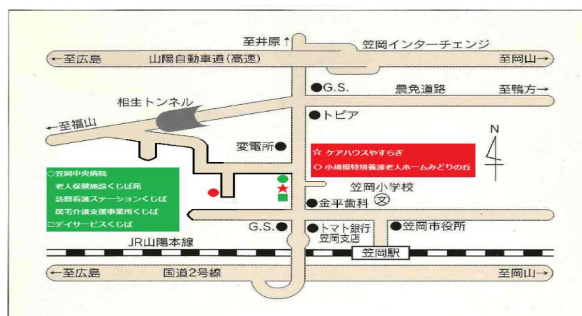 至井原↑
笠岡インターチェンジ
←至広島
山陽自動車道(高速)
至岡山→
G.S.
農免道路
至鴨方→
相生トンネル
トピア
←至福山
変電所
☆ケアハウスやすらぎ
○小規模特別養護老人ホームみどりの丘
N
○笠岡中央病院
老人保健施設くじば苑
訪問看護ステーションくじば
居宅介護支援事業所くじば
□デイサービスくじば
笠岡小学校
文
金平歯科
G.S.
トマト銀行
笠岡支店
笠岡市役所
JR山陽本線
笠岡駅
←至広島
国道2号線
至岡山→